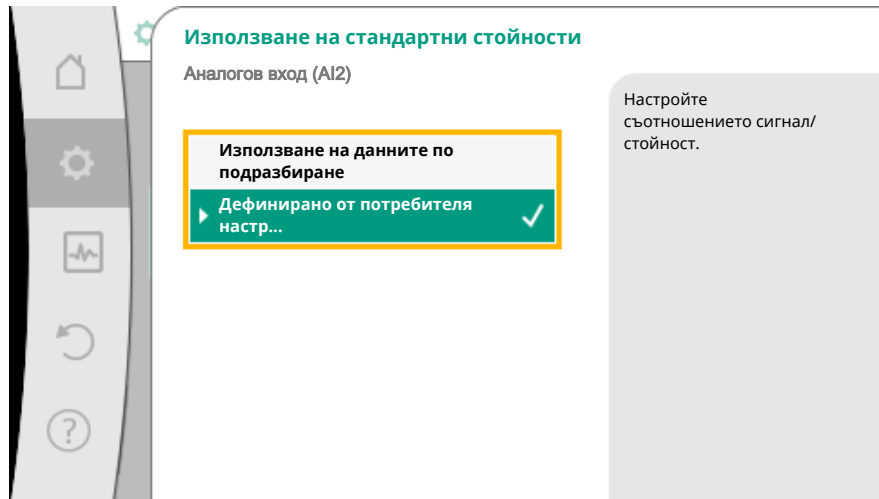 Използване на стандартни стойности
Аналогов вход (AI2)
Използване на данните по
подразбиране
Дефинирано от потребителя
настр...
Настройте
съотношението сигнал/
стойност.